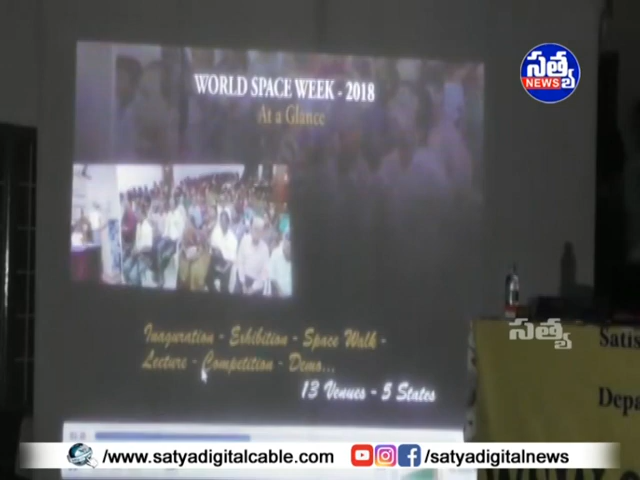 సత్య
NEWS
WORLD SPACE WEEK - 2018
At a Glance
Inaguration - Exhibition - Space Walk -
Lecture - Competition - Demo...
13 Venues - 5 States
సత్య
Satis
Depa
/www.satyadigitalcable.com
/satyadigitalnews